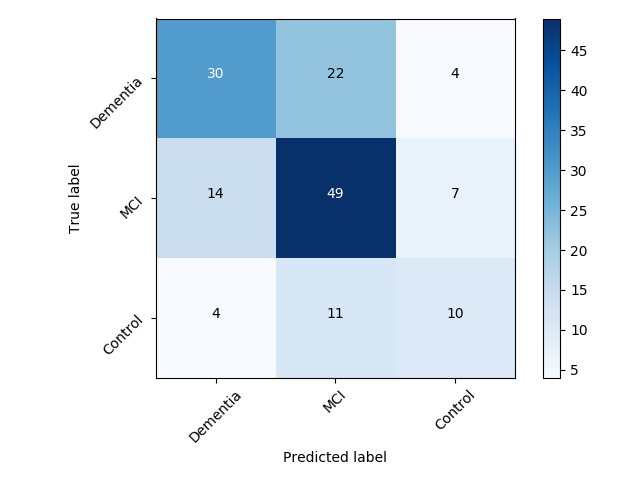 30 22 4
14 49 7
4 11 10
Dementia
MCI
Control
True label
Dementia
MCI
Control
Predicted label
45
40
35
30
25
20
15
10
5